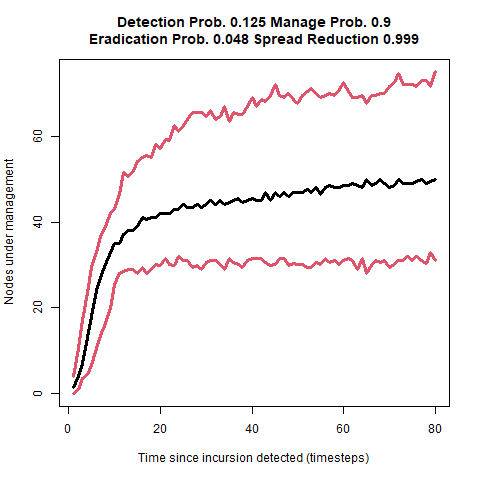 Detection Prob. 0.125 Manage Prob. 0.9
Eradication Prob. 0.048 Spread Reduction 0.999
Nodes under management
60
40
20
0
0 20 40 60 80
Time since incursion detected (timesteps)